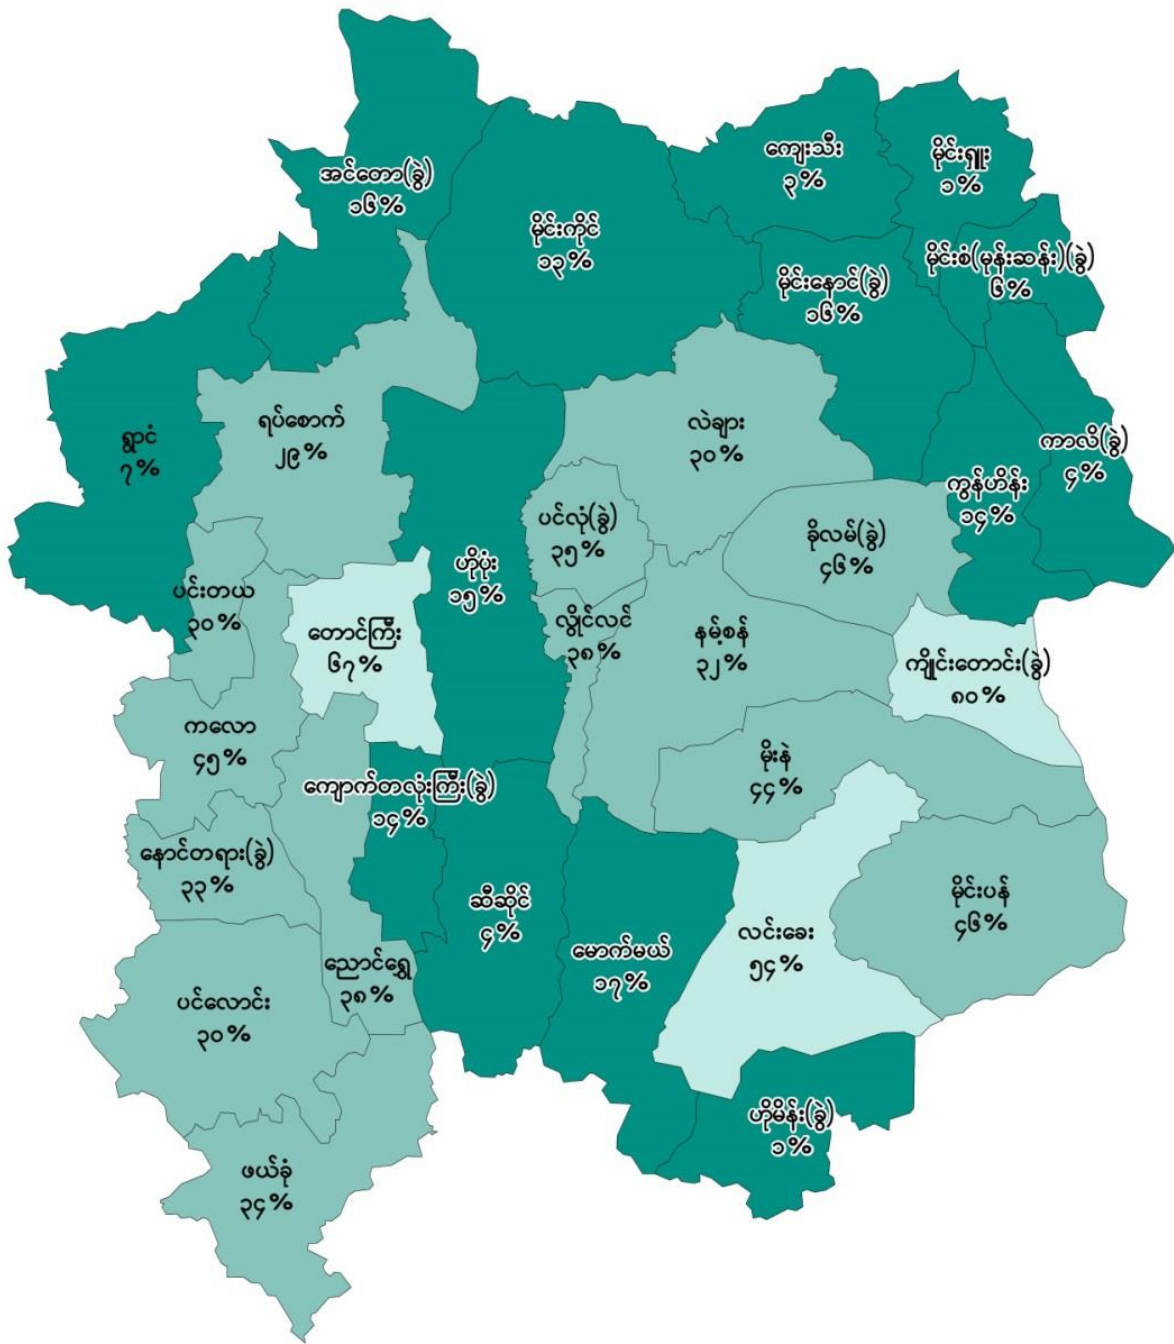 အင်တော(ခွဲ)
၁၆%
မိုင်းကိုင်
၁၃%
ကျေးသီး
၃%
မိုင်းရှူး
၁%
မိုင်းနောင်(ခွဲ)
၁၆%
မိုင်းစံ(မုန်းဆန်း)(ခွဲ)
၆%
ရွာငံ
၇%
ရပ်စောက်
၂၉%
လဲချား
၃၀%
ကွန်ဟိန်း
၁၄%
ကာလိ(ခွဲ)
၄%
ပင်လုံ(ခွဲ)
၃၅%
ခိုလမ်(ခွဲ)
၄၆%
ဟိုပုံး
၁၅%
ပင်းတယ
၃၀%
တောင်ကြီး
၆၇%
လွိုင်လင်
၃၈%
နမ့်စန်
၃၂%
ကျိုင်းတောင်း(ခွဲ)
၈၀%
ကလော
၄၅%
ကျောက်တလုံးကြီး(ခွဲ)
၁၄%
မိုးနဲ
၄၄%
နောင်တရား(ခွဲ)
၃၃%
ဆီဆိုင်
၄%
မိုင်းပန်
၄၆%
မောက်မယ်
၁၇%
လင်းခေး
၅၄%
ညောင်ရွှေ
၃၈%
ပင်လောင်း
၃၀%
ဟိုမိန်း(ခွဲ)
၁%
ဖယ်ခုံ
၃၄%